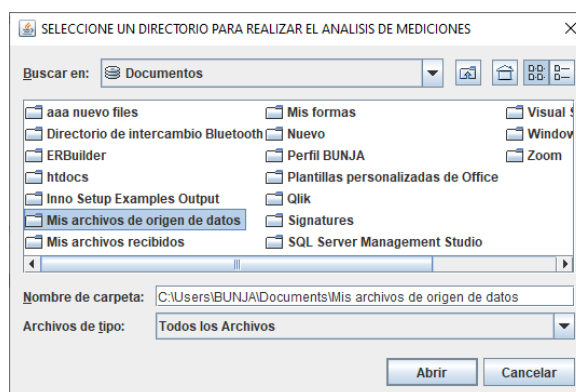 SELECCIONE UN DIRECTORIO PARA REALIZAR EL ANALISIS DE MEDICIONES
Buscar en: Documentos
aaa nuevo files
Directorio de intercambio Bluetooth
ERBuilder
htdocs
Inno Setup Examples Output
Mis archivos de origen de datos
Mis archivos recibidos
Mis formas
Nuevo
Perfil BUNJA
Plantillas personalizadas de Office
Qlik
Signatures
SQL Server Management Studio
Visual
Window
Zoom
Nombre de carpeta: C:\Users\BUNJA\Documents\Mis archivos de origen de datos
Archivos de tipo: Todos los Archivos
Abrir Cancelar